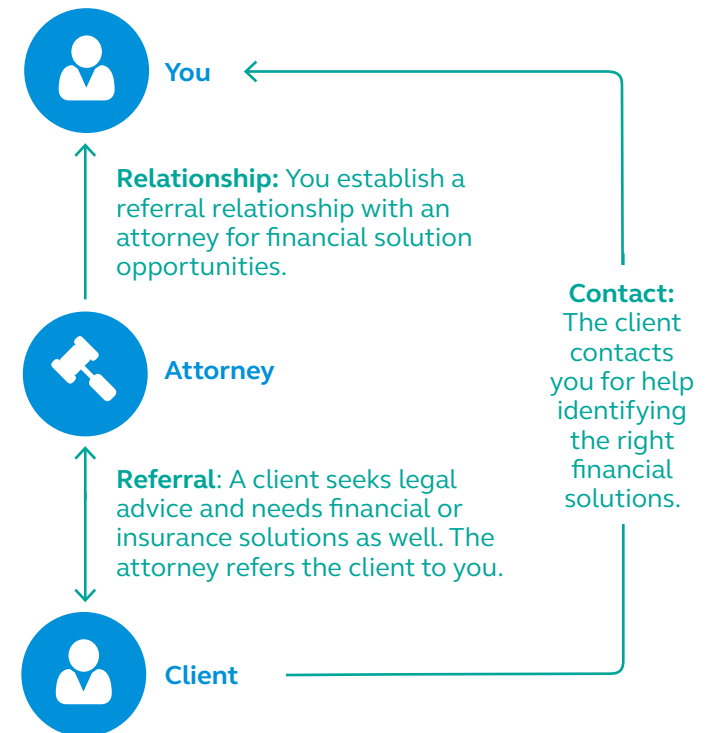 You
Relationship: You establish a
referral relationship with an
attorney for financial solution
opportunities.
Contact:
The client
contacts
you for help
identifying
the right
financial
solutions.
Attorney
Referral: A client seeks legal
advice and needs financial or
insurance solutions as well. The
attorney refers the client to you.
Client